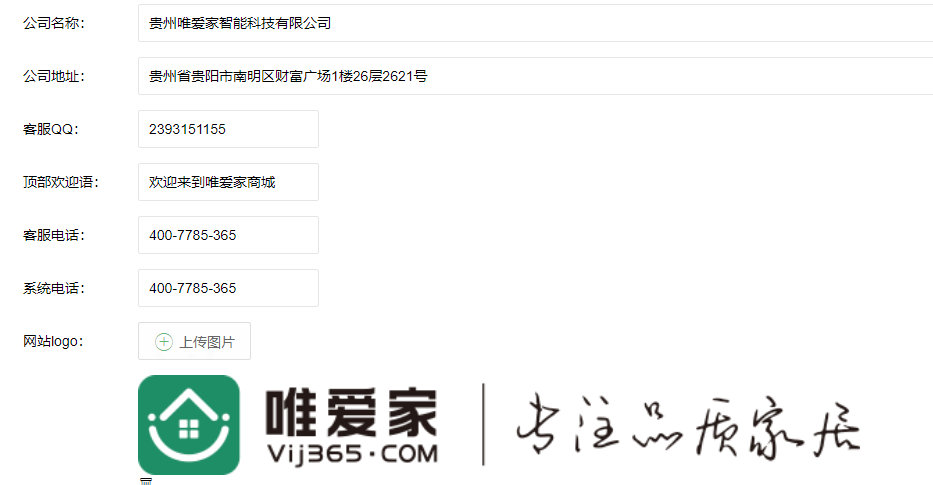 公司名称： 贵州唯爱家智能科技有限公司
公司地址： 贵州省贵阳市南明区财富广场1楼26层2621号
客服QQ： 2393151155
顶部欢迎语： 欢迎来到唯爱家商城
客服电话： 400-7785-365
系统电话： 400-7785-365
网站logo： 上传图片
唯爱家 专注品质家居
Vij365·COM